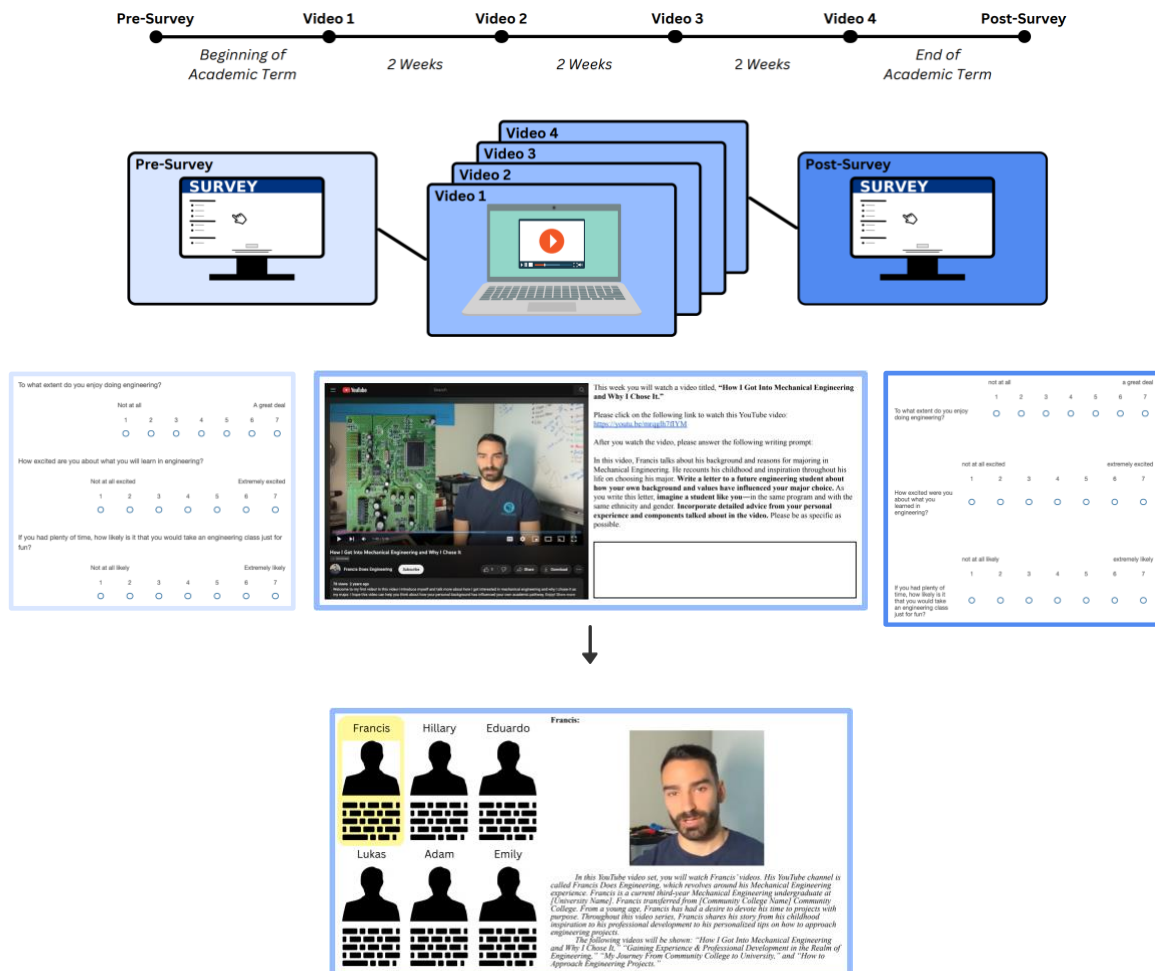 Pre-Survey
Video 1
Video 2
Video 3
Video 4
Post-Survey
Beginning of
Academic Term
2 Weeks
2 Weeks
2 Weeks
End of
Academic Term
Pre-Survey
SURVEY
Video 4
Video 3
Video 2
Video 1
Post-Survey
SURVEY
To what extent do you enjoy doing engineering?
Not at all
A great deal
1 2 3 4 5 6 7
How excited are you about what you will learn in engineering?
Not at all excited
Extremely excited
1 2 3 4 5 6 7
If you had plenty of time, how likely is it that you would take an engineering class just for
fun?
Not at all likely
Extremely likely
1 2 3 4 5 6 7
YouTube
Search
How I Got Into Mechanical Engineering and Why I Chose It
Francis Does Engineering
Subscribe
Share
Download
This week you will watch a video titled, “How I Got Into Mechanical Engineering
and Why I Chose It.”
Please click on the following link to watch this YouTube video:
After you watch the video, please answer the following writing prompt:
In this video, Francis talks about his background and reasons for majoring in
Mechanical Engineering. He recounts his childhood and inspiration throughout his
life on choosing his major. Write a letter to a future engineering student about
how your own background and values have influenced your major choice. As
you write this letter, imagine a student like you—in the same program and with the
same ethnicity and gender. Incorporate detailed advice from your personal
experience and components talked about in the video. Please be as specific as
possible.
not at all
a great deal
1 2 3 4 5 6 7
To what extent do you enjoy
doing engineering?
not at all excited
extremely excited
1 2 3 4 5 6 7
How excited were you
about what you
learned in
engineering?
not at all likely
extremely likely
1 2 3 4 5 6 7
If you had plenty of
time, how likely is it
that you would take
an engineering class
just for fun?
Francis
Hillary
Eduardo
Lukas
Adam
Emily
Francis:
In this YouTube video set, you will watch Francis' videos. His YouTube channel is
called Francis Does Engineering, which revolves around his Mechanical Engineering
experience. Francis is a current third-year Mechanical Engineering undergraduate at
[University Name]. Francis transferred from [Community College Name] Community
College. From a young age, Francis has had a desire to devote his time to projects with
purpose. Throughout this video series, Francis shares his story from his childhood
inspiration to his professional development to his personalized tips on how to approach
engineering projects.
The following videos will be shown: “How I Got Into Mechanical Engineering
and Why I Chose It,” “Gaining Experience & Professional Development in the Realm of
Engineering,” “My Journey From Community College to University,” and “How to
Approach Engineering Projects.”